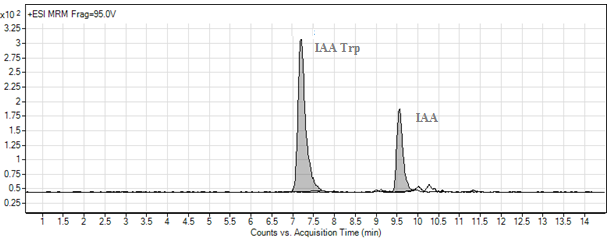 x10 2
+ESI MRM Frag=95.0V
3.25
3
2.75
2.5
2.25
2
1.75
1.5
1.25
1
0.75
0.5
0.25
IAA Trp
IAA
1 1.5 2 2.5 3 3.5 4 4.5 5 5.5 6 6.5 7 7.5 8 8.5 9 9.5 10 10.5 11 11.5 12 12.5 13 13.5 14
Counts vs. Acquisition Time (min)